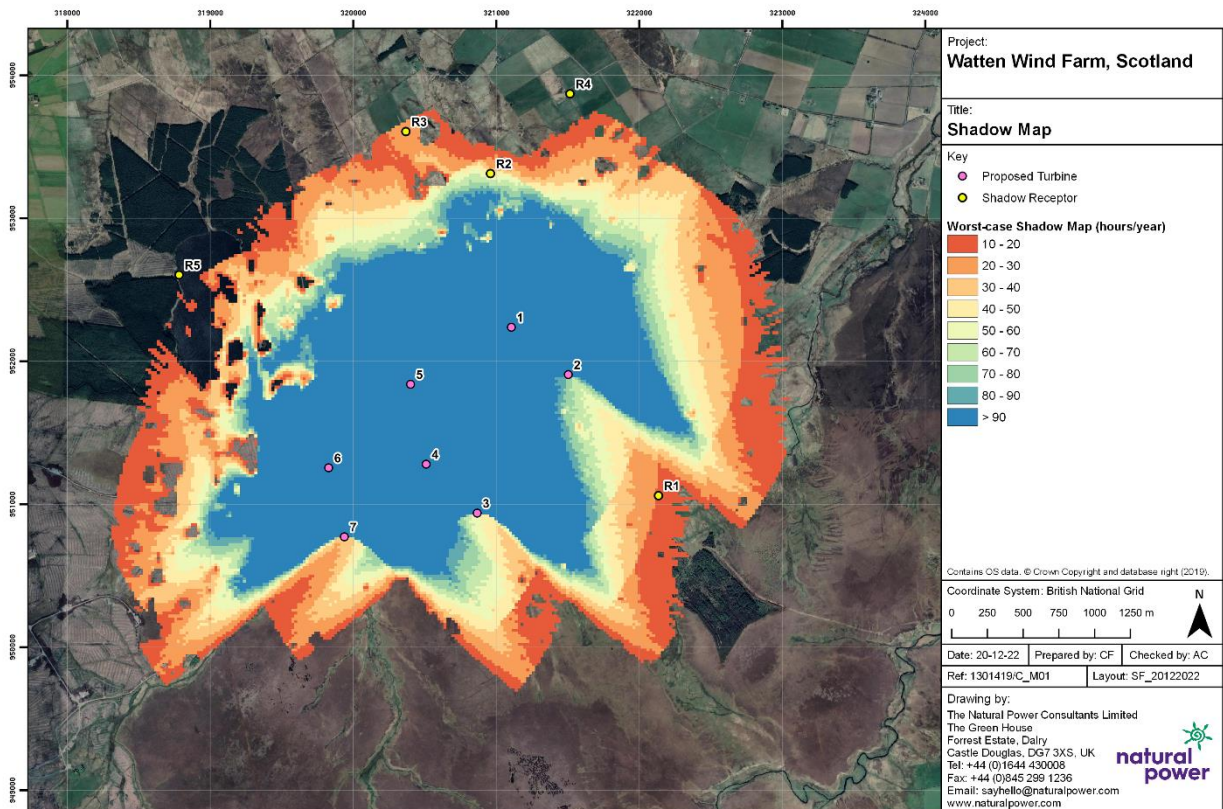 318000 319000 320000 321000 322000 323000 324000
954000
953000
952000
951000
950000
949000
R4
R3
R2
R5
1
2
5
6
4
R1
3
7
Project:
Watten Wind Farm, Scotland
Title:
Shadow Map
Key
Proposed Turbine
Shadow Receptor
Worst-case Shadow Map (hours/year)
10 - 20
20 - 30
30 - 40
40 - 50
50 - 60
60 - 70
70 - 80
80 - 90
> 90
Contains OS data. © Crown Copyright and database right (2019).
Coordinate System: British National Grid
0 250 500 750 1000 1250 m
N
Date: 20-12-22 Prepared by: CF Checked by: AC
Ref: 1301419/C_M01 Layout: SF_20122022
Drawing by:
The Natural Power Consultants Limited
The Green House
Forrest Estate, Dalry
Castle Douglas, DG7 3XS, UK
Tel: +44 (0)1644 430008
Fax: +44 (0)845 299 1236
Email: sayhello@naturalpower.com
www.naturalpower.com
natural
power